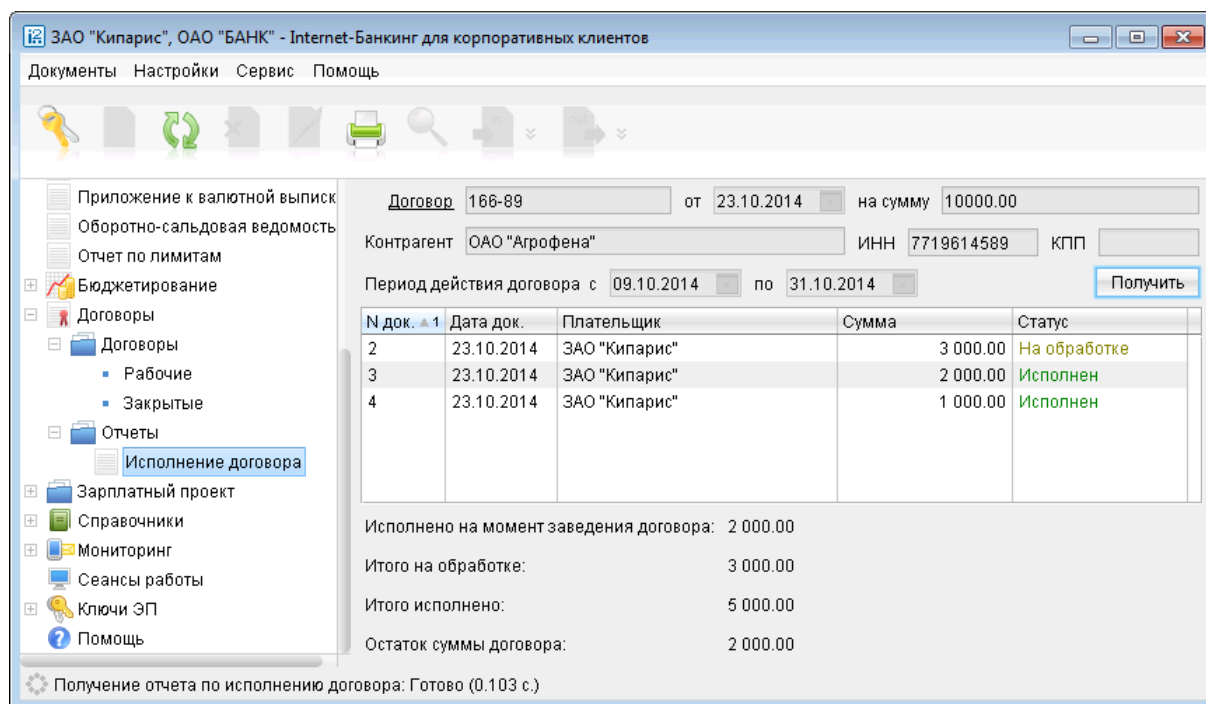 ЗАО "Кипарис", ОАО "БАНК" - Internet-Банкинг для корпоративных клиентов
Документы Настройки Сервис Помощь
Приложение к валютной выписк
Оборотно-сальдовая ведомость
Отчет по лимитам
Бюджетирование
Договоры
Договоры
Рабочие
Закрытые
Отчеты
Исполнение договора
Зарплатный проект
Справочники
Мониторинг
Сеансы работы
Ключи ЭП
Помощь
Договор 166-89 от 23.10.2014 на сумму 10000.00
Контрагент ОАО "Агрофена" ИНН 7719614589 КПП
Период действия договора с 09.10.2014 по 31.10.2014 Получить
N док. 1 Дата док. Плательщик Сумма Статус
2 23.10.2014 ЗАО "Кипарис" 3 000.00 На обработке
3 23.10.2014 ЗАО "Кипарис" 2 000.00 Исполнен
4 23.10.2014 ЗАО "Кипарис" 1 000.00 Исполнен
Исполнено на момент заведения договора: 2 000.00
Итого на обработке: 3 000.00
Итого исполнено: 5 000.00
Остаток суммы договора: 2 000.00
Получение отчета по исполнению договора: Готово (0.103 с.)